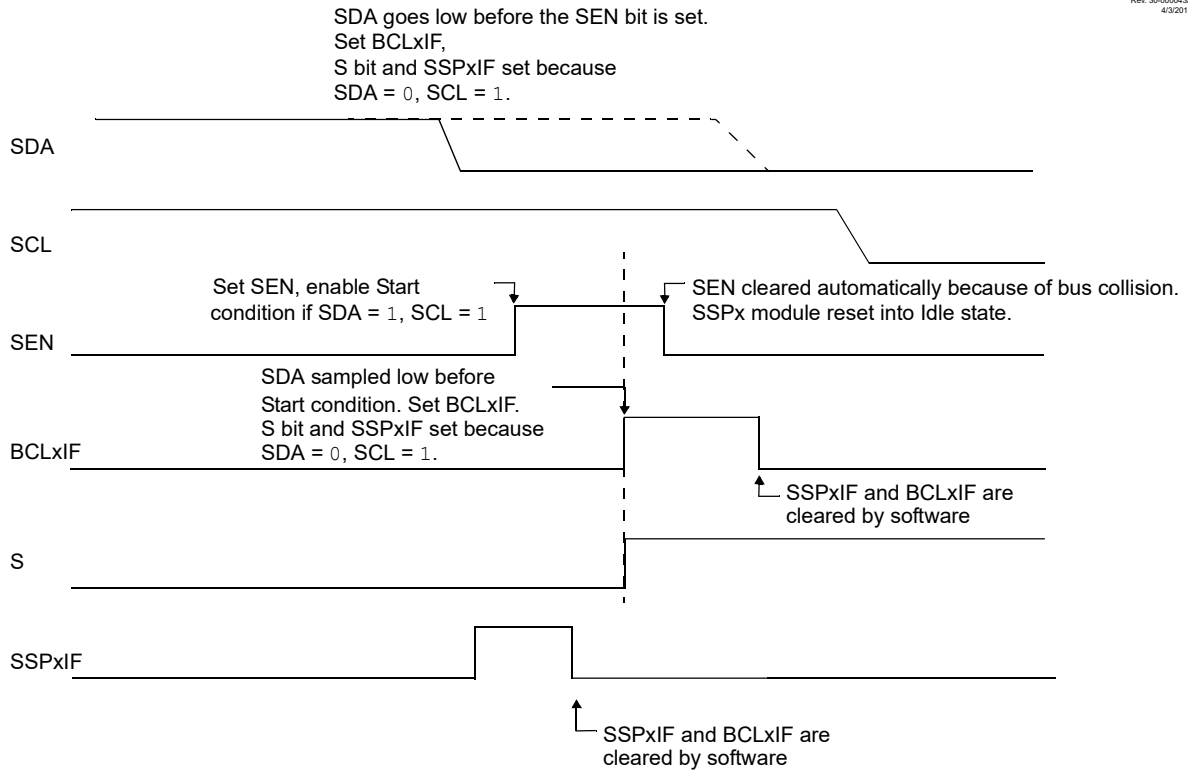 4/3/201
SDA goes low before the SEN bit is set.
Set BCLxIF,
S bit and SSPxIF set because
SDA = 0, SCL = 1.
SDA
SCL
Set SEN, enable Start
condition if SDA = 1, SCL = 1
SEN cleared automatically because of bus collision.
SSPx module reset into Idle state.
SEN
SDA sampled low before
Start condition. Set BCLxIF.
S bit and SSPxIF set because
SDA = 0, SCL = 1.
BCLxIF
SSPxIF and BCLxIF are
cleared by software
S
SSPxIF
SSPxIF and BCLxIF are
cleared by software